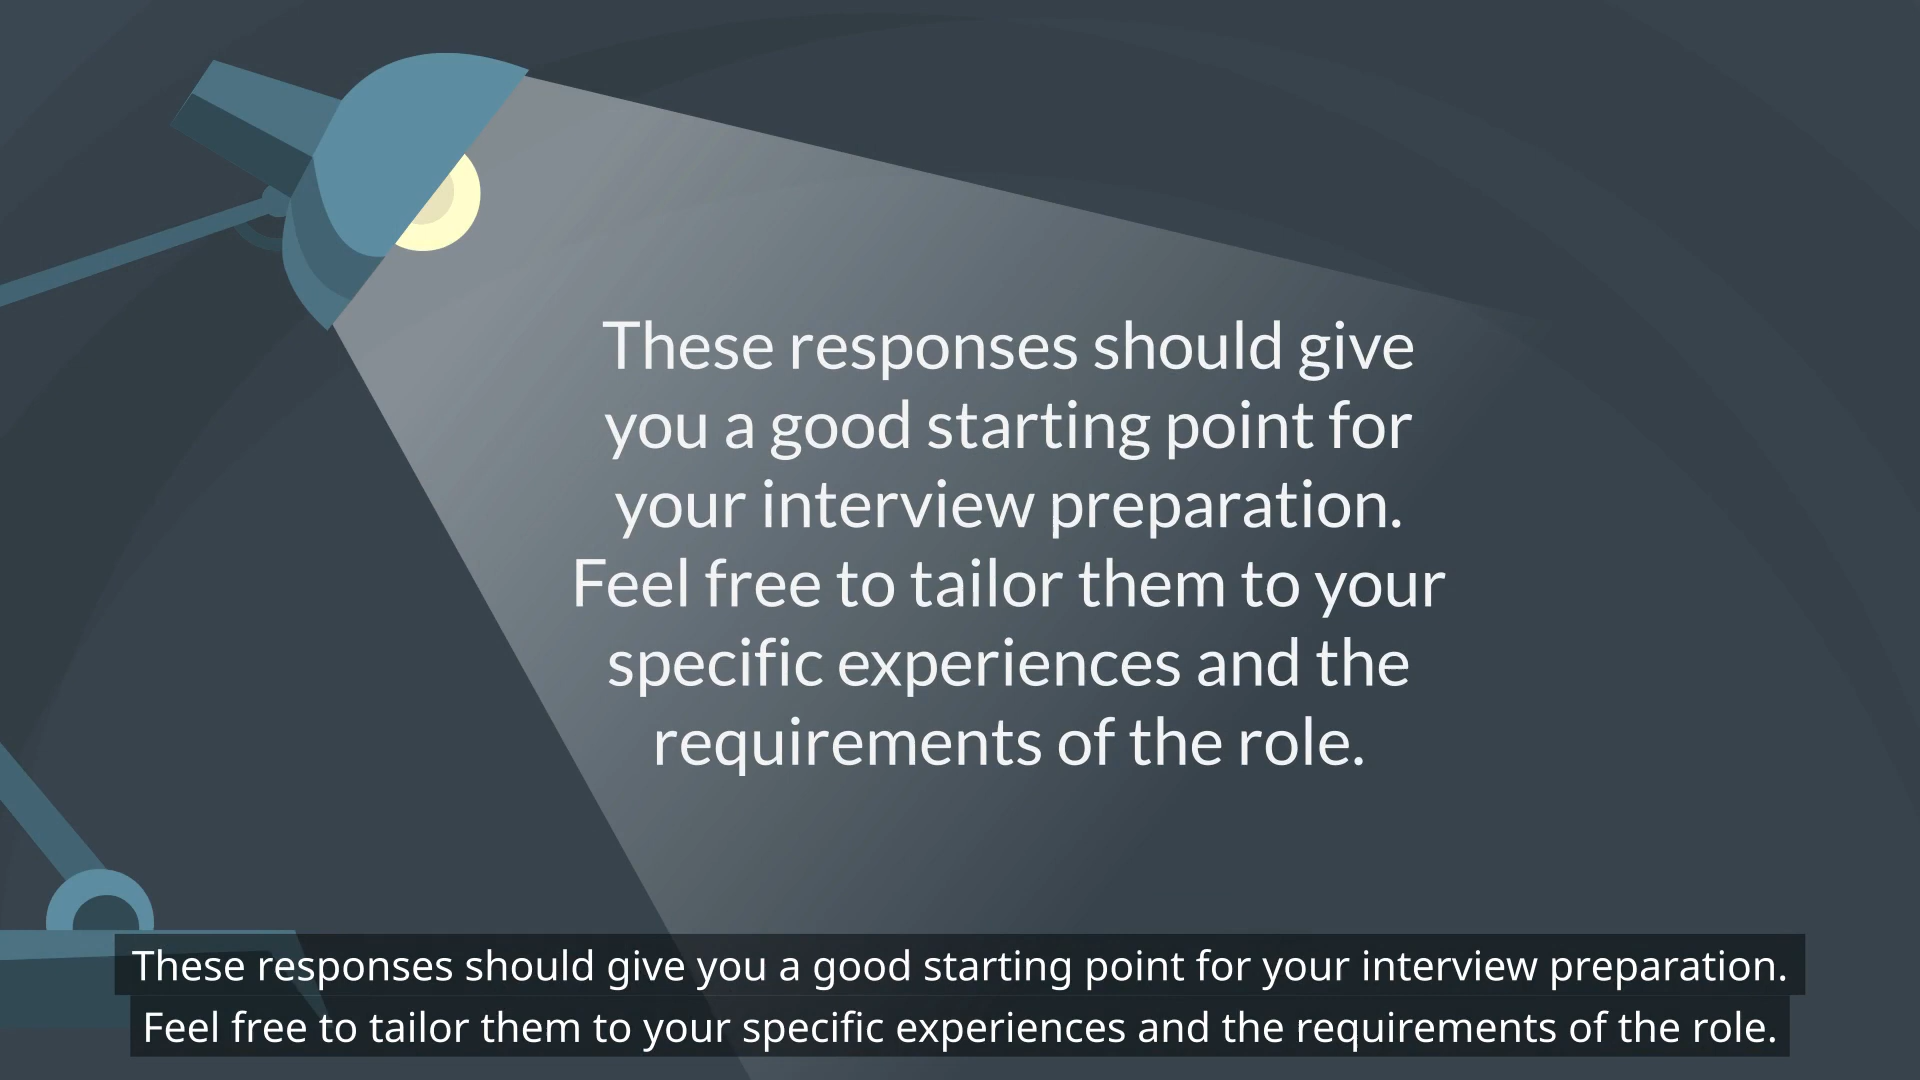 These responses should give
you a good starting point for
your interview preparation.
Feel free to tailor them to your
specific experiences and the
requirements of the role.
These responses should give you a good starting point for your interview preparation.
Feel free to tailor them to your specific experiences and the requirements of the role.